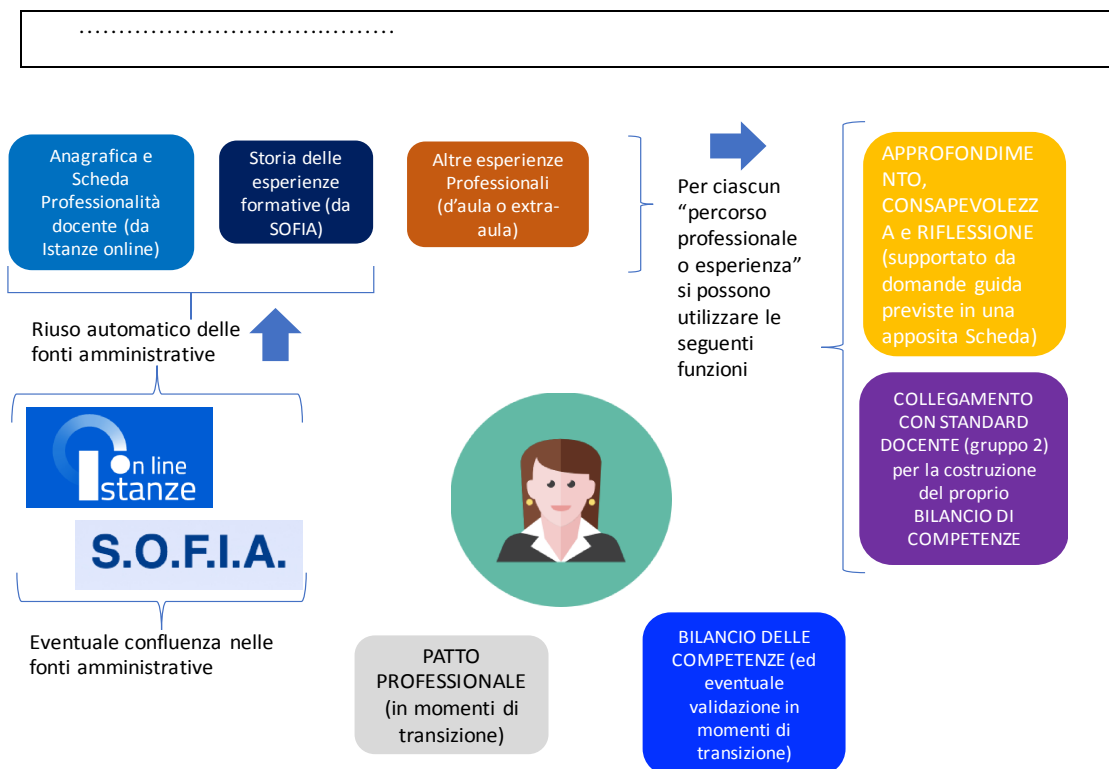 ………………………….………
Anagrafica e
Scheda
Professionalità
docente (da
Istanze online)
Storia delle
esperienze
formative (da
SOFIA)
Altre esperienze
Professionali
(d’aula o extra-
aula)
Per ciascun
“percorso
professionale
o esperienza”
si possono
utilizzare le
seguenti
funzioni
APPROFONDIME
NTO,
CONSAPEVOLEZZ
A e RIFLESSIONE
(supportato da
domande guida
previste in una
apposita Scheda)
Riuso automatico delle
fonti amministrative
on line
Istanze
S.O.F.I.A.
Eventuale confluenza nelle
fonti amministrative
COLLEGAMENTO
CON STANDARD
DOCENTE (gruppo 2)
per la costruzione
del proprio
BILANCIO DI
COMPETENZE
PATTO
PROFESSIONALE
(in momenti di
transizione)
BILANCIO DELLE
COMPETENZE (ed
eventuale
validazione in
momenti di
transizione)